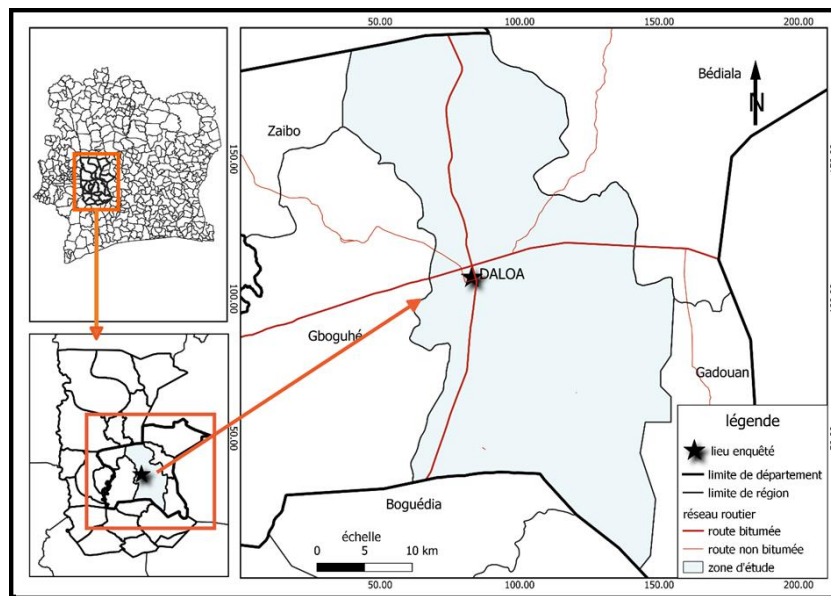 50.00 100.00 150.00 200.00
Bédiala
N
Zaibo
150.00
DALOA
100.00
Gboguhé
Gadouan
50.00
légende
lieu enquêté
limite de département
limite de région
réseau routier
route bitumée
route non bitumée
zone d'étude
Boguédia
échelle
0 5 10 km
50.00 100.00 150.00 200.00